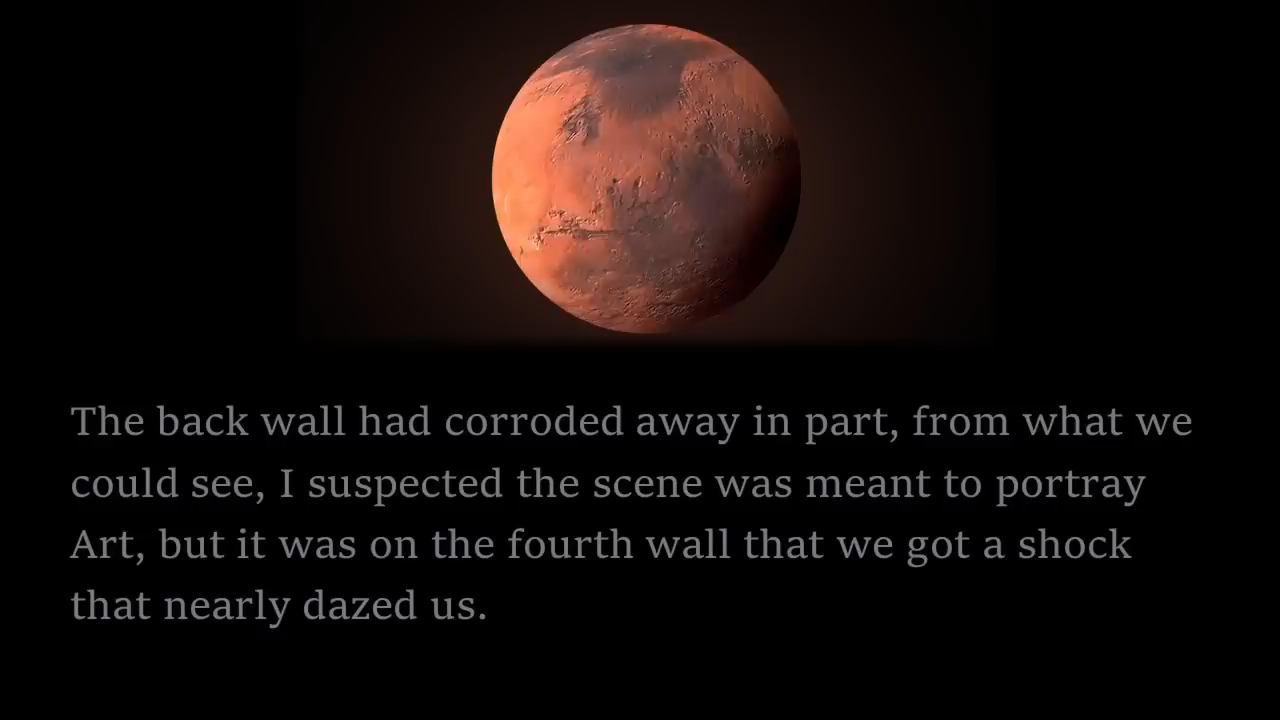 The back wall had corroded away in part, from what we
could see, I suspected the scene was meant to portray
Art, but it was on the fourth wall that we got a shock
that nearly dazed us.